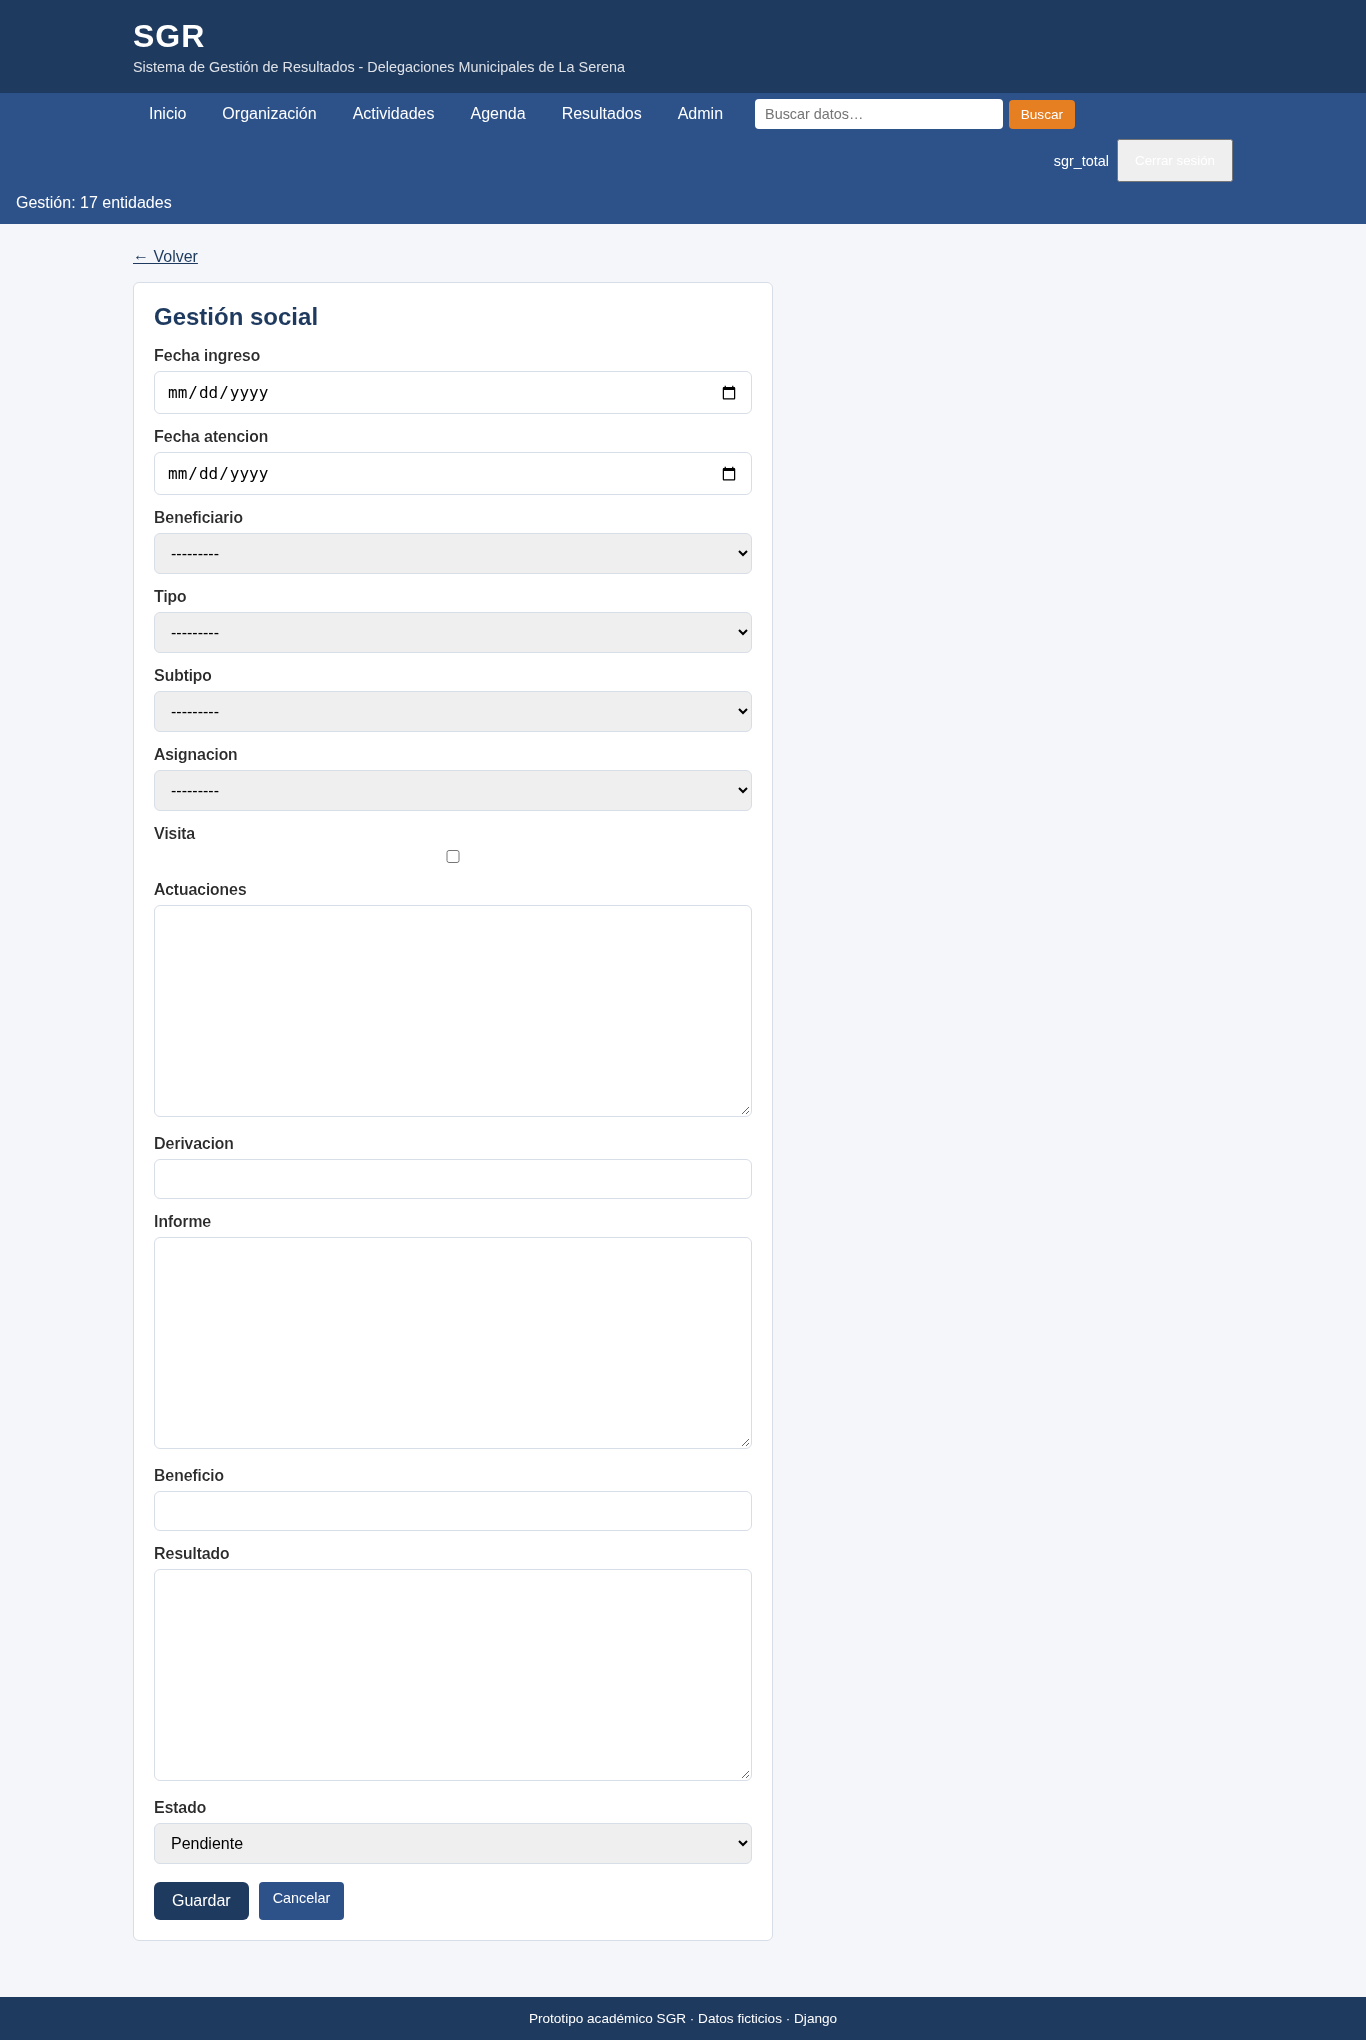 SGR
Sistema de Gestión de Resultados - Delegaciones Municipales de La Serena
Inicio Organización Actividades Agenda Resultados Admin Buscar datos… Buscar
sgr_total Cerrar sesión
Gestión: 17 entidades
← Volver
Gestión social
Fecha ingreso
mm/dd/yyyy
Fecha atencion
mm/dd/yyyy
Beneficiario
---------
Tipo
---------
Subtipo
---------
Asignacion
---------
Visita
Actuaciones
Derivacion
Informe
Beneficio
Resultado
Estado
Pendiente
Guardar Cancelar
Prototipo académico SGR · Datos ficticios · Django